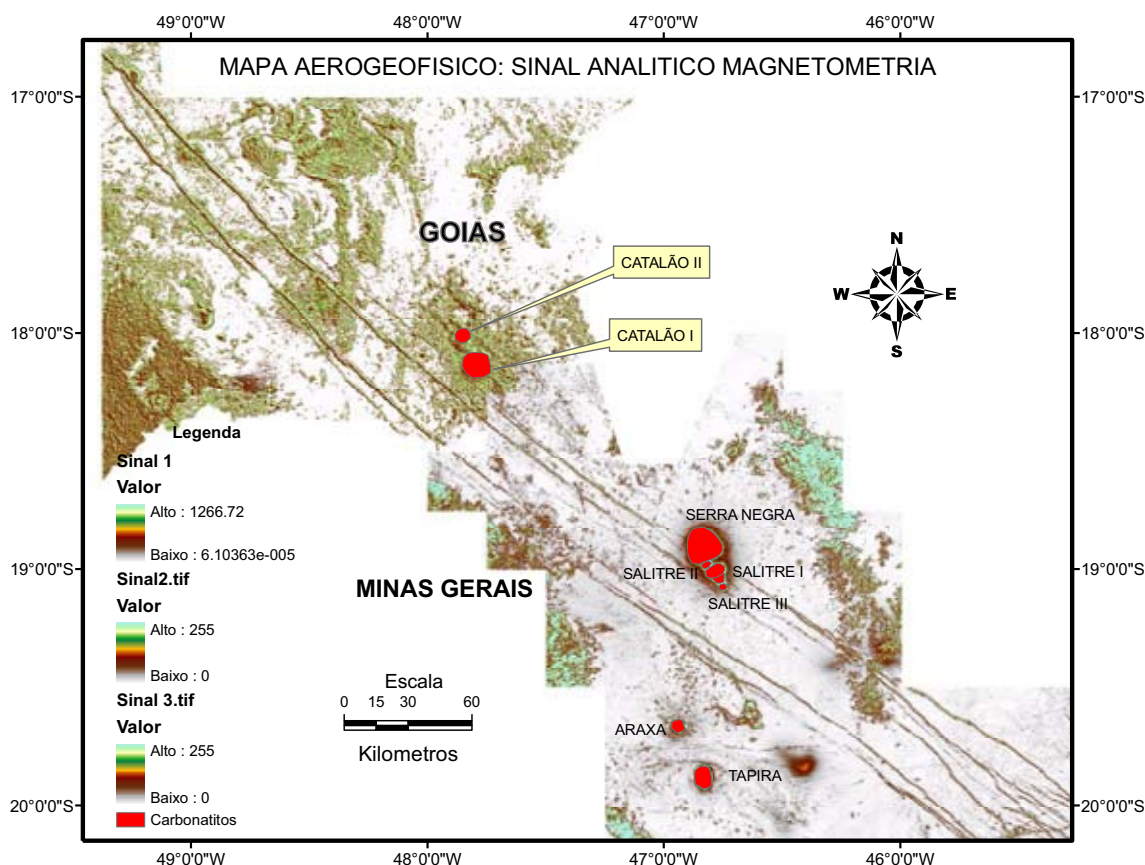 49°0'0"W 48°0'0"W 47°0'0"W 46°0'0"W
MAPA AEROGEOFISICO: SINAL ANALITICO MAGNETOMETRIA
17°0'0"S 17°0'0"S
GOIÁS
CATALÃO II
N
W E
S
18°0'0"S 18°0'0"S
CATALÃO I
Legenda
Sinal 1
Valor
Alto : 1266.72
Baixo : 6.10363e-005
Sinal2.tif
Valor
Alto : 255
Baixo : 0
Sinal 3.tif
Valor
Alto : 255
Baixo : 0
Carbonatitos
SERRA NEGRA
SALITRE II SALITRE I
SALITRE III
19°0'0"S 19°0'0"S
MINAS GERAIS
Escala
0 15 30 60
Kilometros
ARAXA
TAPIRA
20°0'0"S 20°0'0"S
49°0'0"W 48°0'0"W 47°0'0"W 46°0'0"W